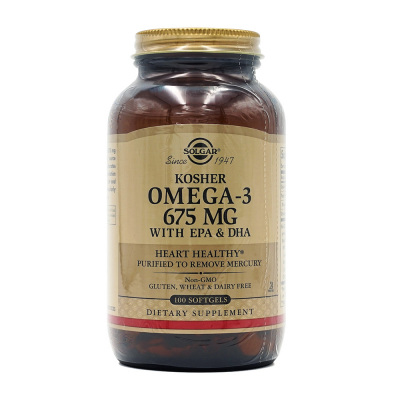 SOLGAR®
Since 1947
KOSHER
OMEGA-3
675 MG
WITH EPA & DHA
HEART HEALTHY*
PURIFIED TO REMOVE MERCURY
NON-GMO
GLUTEN, WHEAT & DAIRY FREE
100 SOFTGELS
DIETARY SUPPLEMENT